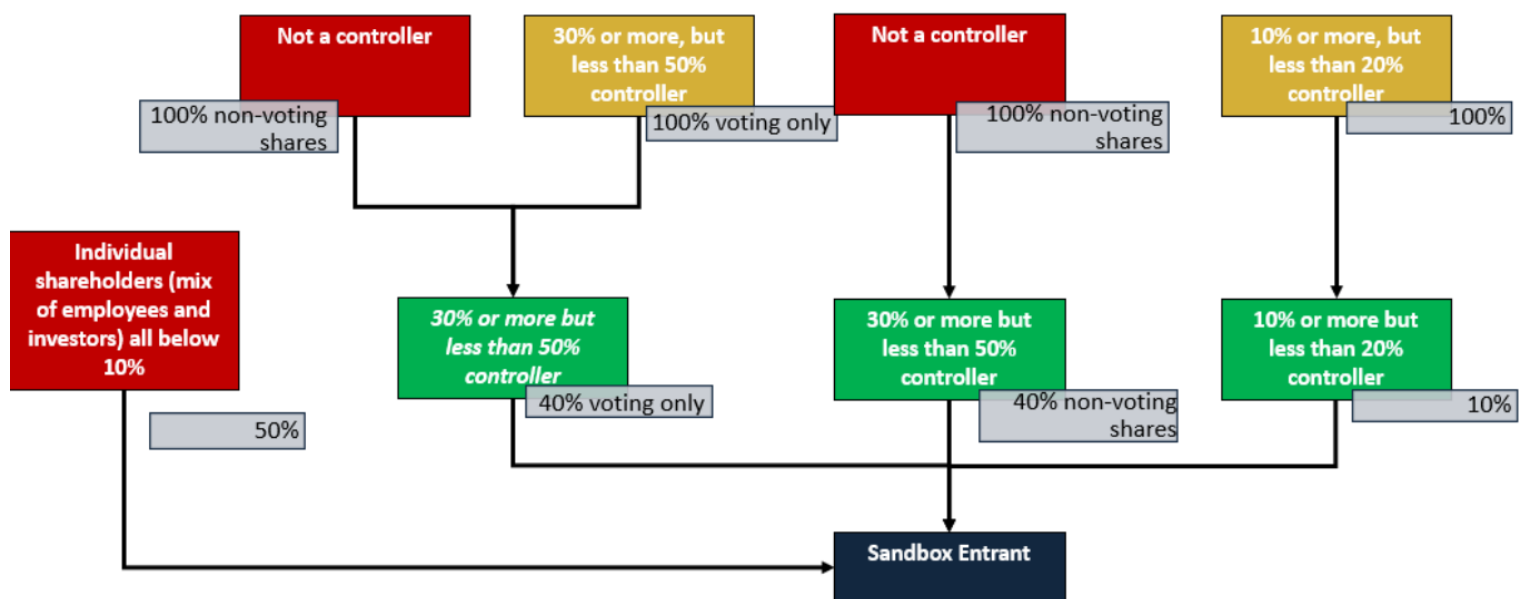 Not a controller
100% non-voting
shares
30% or more, but
less than 50%
controller
100% voting only
Not a controller
100% non-voting
shares
10% or more, but
less than 20%
controller
100%
Individual
shareholders (mix
of employees and
investors) all below
10%
50%
30% or more but
less than 50%
controller
40% voting only
30% or more but
less than 50%
controller
40% non-voting
shares
10% or more but
less than 20%
controller
10%
Sandbox Entrant